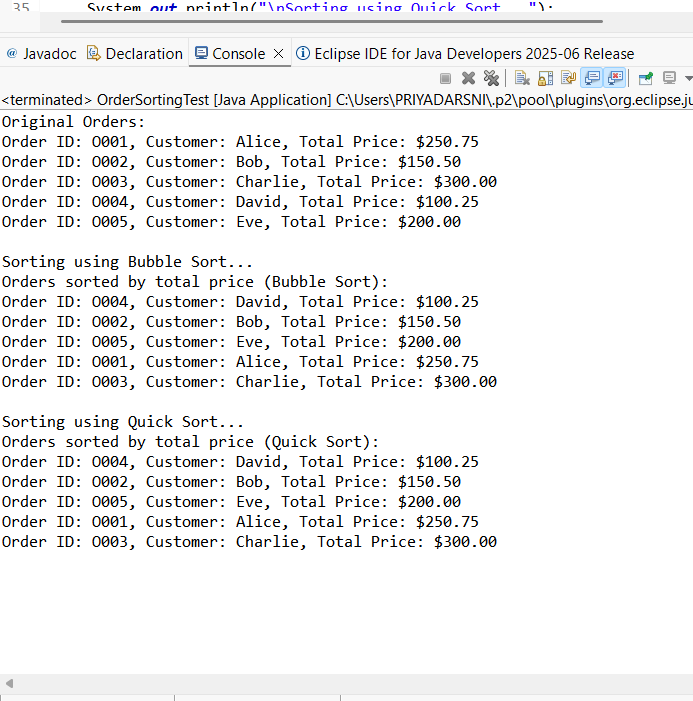 35 System.out.println("\nSorting using Quick Sort...");
@ Javadoc Declaration Console Eclipse IDE for Java Developers 2025-06 Release
<terminated> OrderSortingTest [Java Application] C:\Users\PRIYADARSNI\.p2\pool\plugins\org.eclipse.ju
Original Orders:
Order ID: O001, Customer: Alice, Total Price: $250.75
Order ID: O002, Customer: Bob, Total Price: $150.50
Order ID: O003, Customer: Charlie, Total Price: $300.00
Order ID: O004, Customer: David, Total Price: $100.25
Order ID: O005, Customer: Eve, Total Price: $200.00

Sorting using Bubble Sort...
Orders sorted by total price (Bubble Sort):
Order ID: O004, Customer: David, Total Price: $100.25
Order ID: O002, Customer: Bob, Total Price: $150.50
Order ID: O005, Customer: Eve, Total Price: $200.00
Order ID: O001, Customer: Alice, Total Price: $250.75
Order ID: O003, Customer: Charlie, Total Price: $300.00

Sorting using Quick Sort...
Orders sorted by total price (Quick Sort):
Order ID: O004, Customer: David, Total Price: $100.25
Order ID: O002, Customer: Bob, Total Price: $150.50
Order ID: O005, Customer: Eve, Total Price: $200.00
Order ID: O001, Customer: Alice, Total Price: $250.75
Order ID: O003, Customer: Charlie, Total Price: $300.00